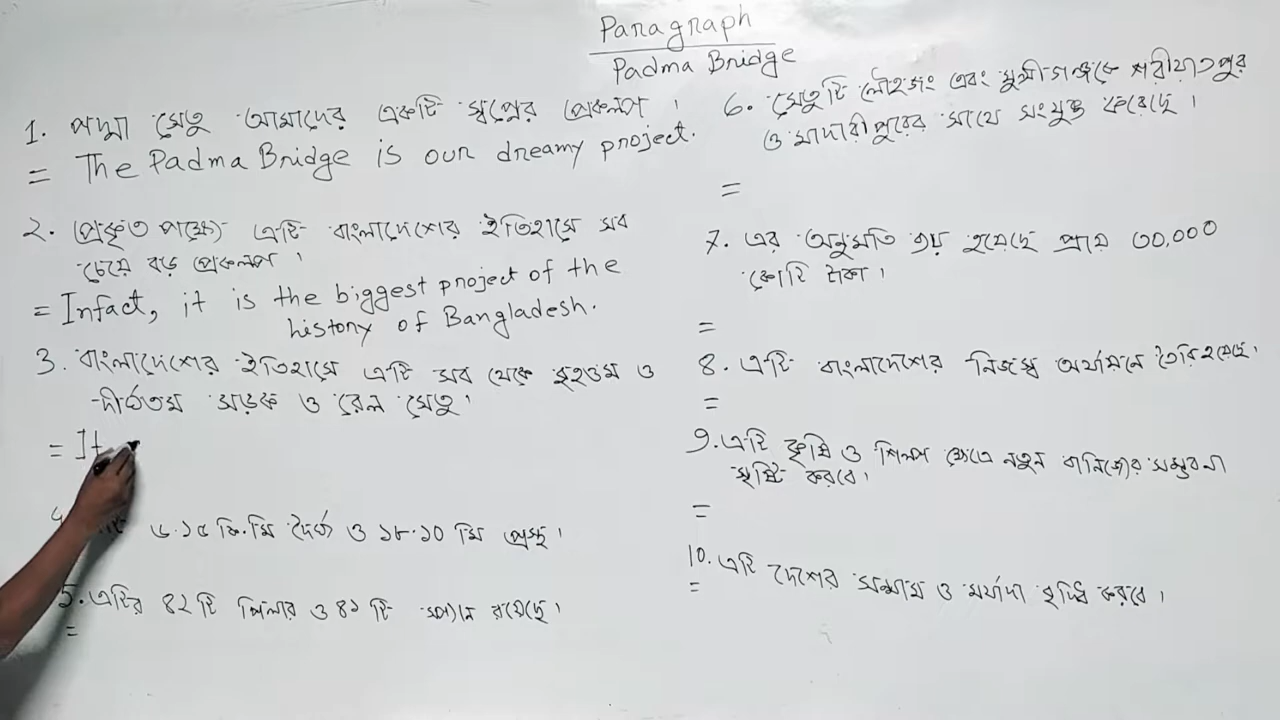 Paragraph
Padma Bridge
1. পদ্মা সেতু আমাদের একটি স্বপ্নের প্রকল্প।
= The Padma Bridge is our dreamy project.
২. প্রকৃত পক্ষে এটি বাংলাদেশের ইতিহাসে সব
চেয়ে বড় প্রকল্প।
= Infact, it is the biggest project of the
history of Bangladesh.
3. বাংলাদেশের ইতিহাসে এটি সব থেকে বৃহত্তম ও
দীর্ঘতম সড়ক ও রেল সেতু।
= It
৬.১৫ কি.মি দৈর্ঘ্য ও ১৮.১০ মি প্রস্থ।
5. এটির ৪২ টি পিলার ও ৪১ টি স্প্যান রয়েছে।
=
6. সেতুটি লৌহজং এবং মুন্সীগঞ্জকে শরীয়াতপুর
ও মাদারীপুরের সাথে সংযুক্ত করেছে।
=
7. এর অনুমতি ব্যয় হয়েছে প্রায় ৩০,০০০
কোটি টাকা।
=
8. এটি বাংলাদেশের নিজস্ব অর্থায়নে তৈরি হয়েছে।
=
9. এটি কৃষি ও শিল্প ক্ষেত্রে নতুন বানিজ্যের সম্ভবনা
সৃষ্টি করবে।
=
10. এটি দেশের সম্মান ও মর্যাদা বৃদ্ধি করবে।
=